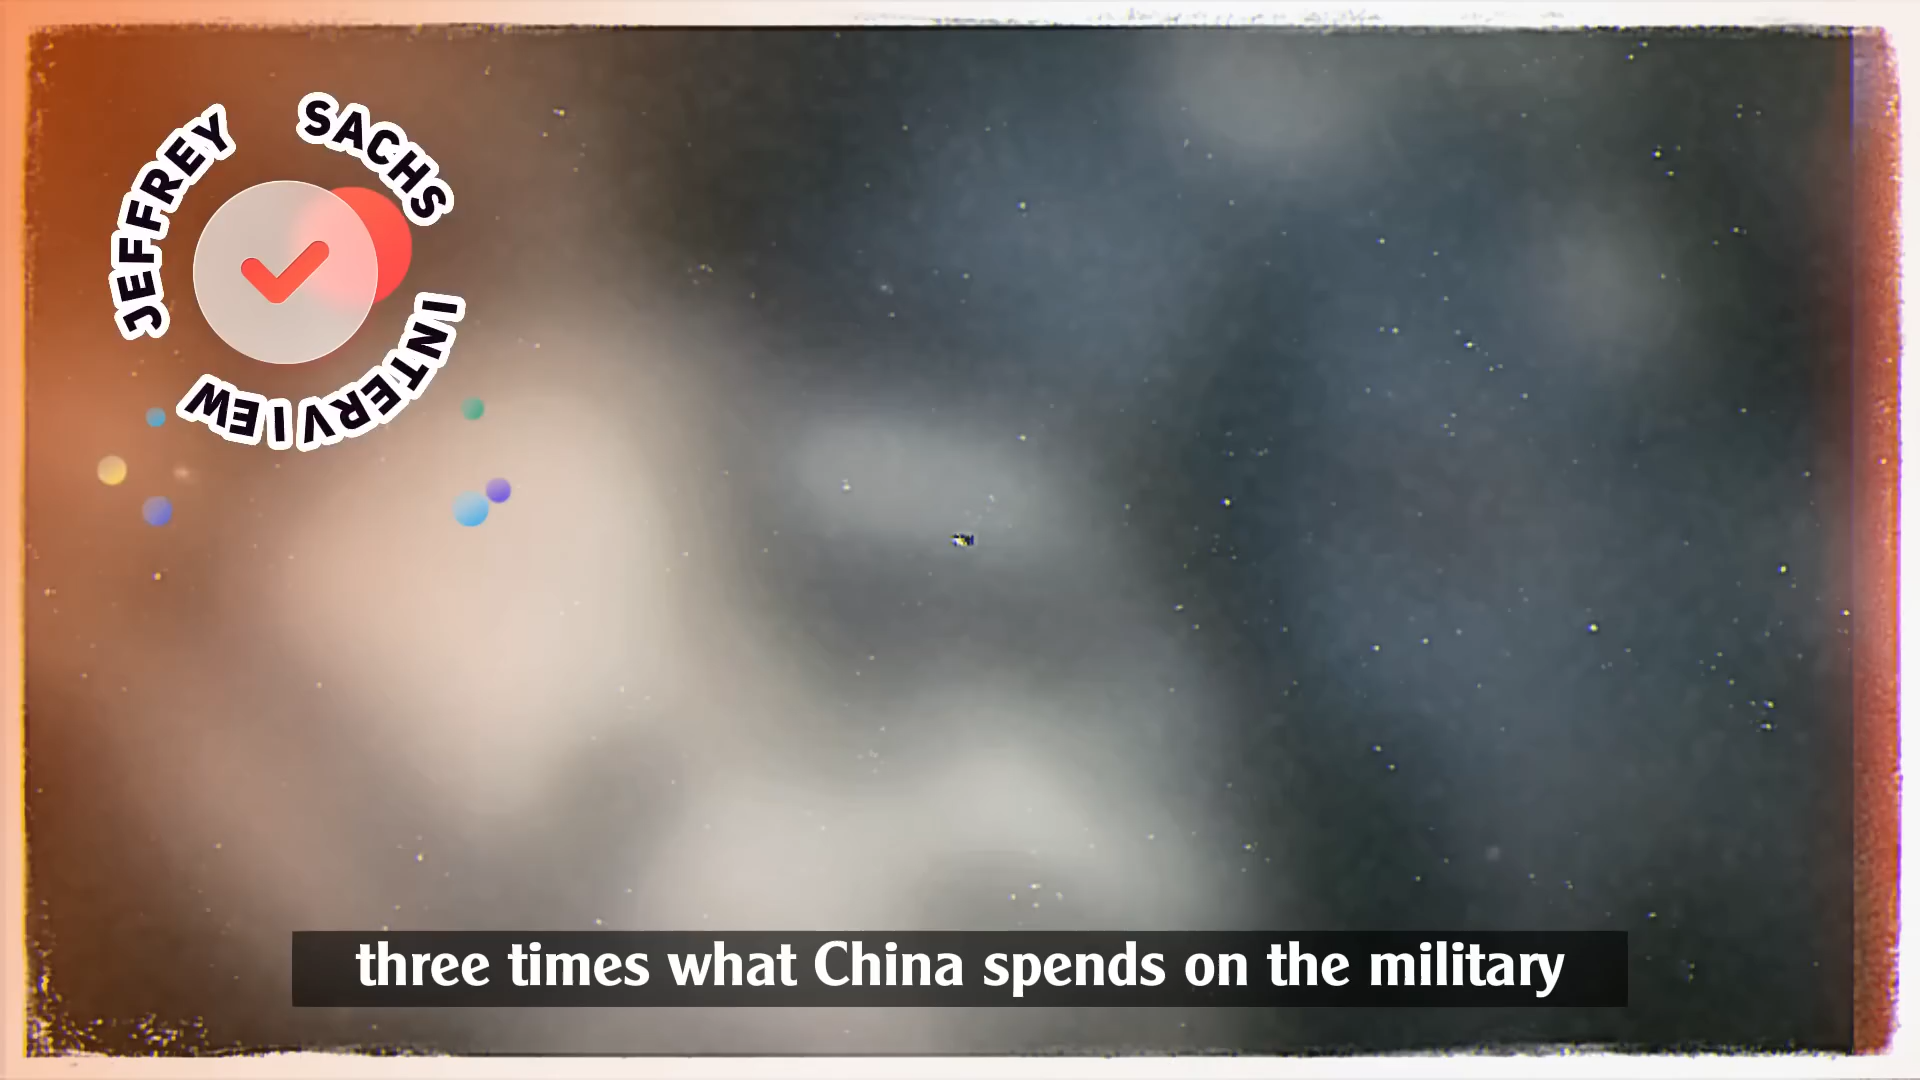 JEFFREY SACHS INTERVIEW
three times what China spends on the military